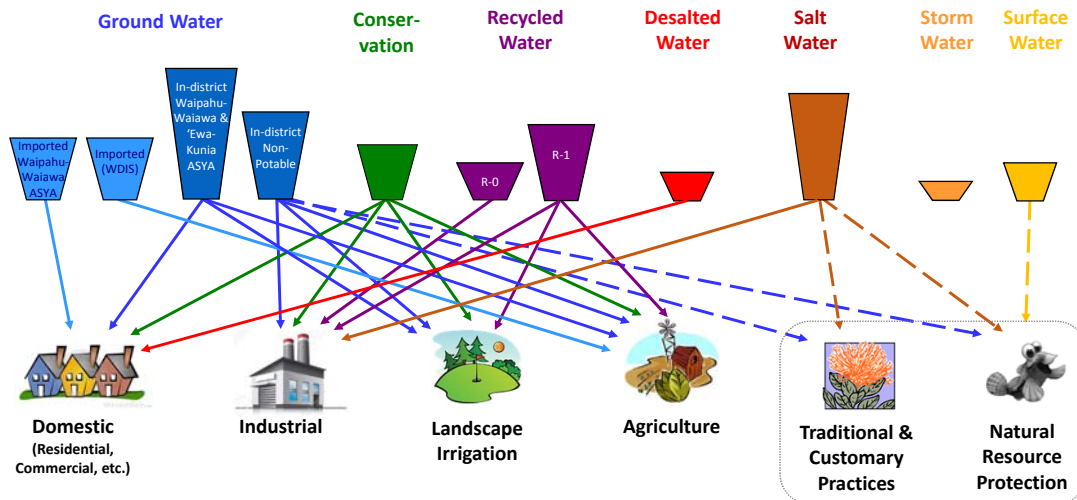 Ground Water
Conser-
vation
Recycled
Water
Desalted
Water
Salt
Water
Storm
Water
Surface
Water
Imported
Waipahu-
Waiawa
ASYA
Imported
(WDIS)
In-district
Waipahu-
Waiawa &
‘Ewa-
Kunia
ASYA
In-district
Non-
Potable
R-0
R-1
Domestic
(Residential,
Commercial, etc.)
Industrial
Landscape
Irrigation
Agriculture
Traditional &
Customary
Practices
Natural
Resource
Protection